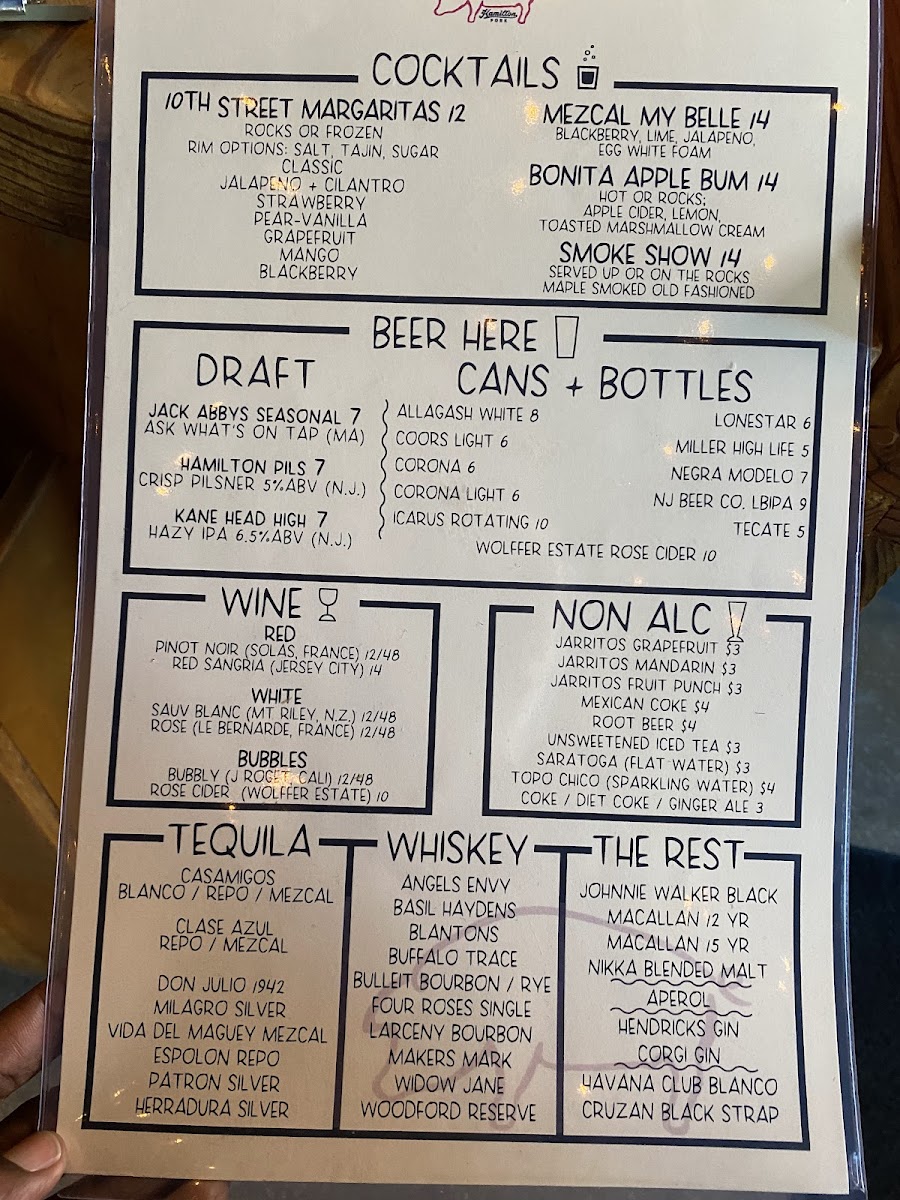 Hamilton
PORK
COCKTAILS
10TH STREET MARGARITAS 12
ROCKS OR FROZEN
RIM OPTIONS: SALT, TAJIN, SUGAR
CLASSIC
JALAPENO + CILANTRO
STRAWBERRY
PEAR-VANILLA
GRAPEFRUIT
MANGO
BLACKBERRY
MEZCAL MY BELLE 14
BLACKBERRY, LIME, JALAPENO,
EGG WHITE FOAM
BONITA APPLE BUM 14
HOT OR ROCKS;
APPLE CIDER, LEMON,
TOASTED MARSHMALLOW CREAM
SMOKE SHOW 14
SERVED UP OR ON THE ROCKS
MAPLE SMOKED OLD FASHIONED
BEER HERE
DRAFT
JACK ABBYS SEASONAL 7
ASK WHAT'S ON TAP (MA)
HAMILTON PILS 7
CRISP PILSNER 5%ABV (N.J.)
KANE HEAD HIGH 7
HAZY IPA 6.5%ABV (N.J.)
CANS + BOTTLES
ALLAGASH WHITE 8
COORS LIGHT 6
CORONA 6
CORONA LIGHT 6
ICARUS ROTATING 10
LONESTAR 6
MILLER HIGH LIFE 5
NEGRA MODELO 7
NJ BEER CO. LBIPA 9
TECATE 5
WOLFFER ESTATE ROSE CIDER 10
WINE
RED
PINOT NOIR (SOLAS, FRANCE) 12/48
RED SANGRIA (JERSEY CITY) 14
WHITE
SAUV BLANC (MT RILEY, N.Z.) 12/48
ROSE (LE BERNARDE, FRANCE) 12/48
BUBBLES
BUBBLY (J ROGET, CALI) 12/48
ROSE CIDER (WOLFFER ESTATE) 10
NON ALC
JARRITOS GRAPEFRUIT $3
JARRITOS MANDARIN $3
JARRITOS FRUIT PUNCH $3
MEXICAN COKE $4
ROOT BEER $4
UNSWEETENED ICED TEA $3
SARATOGA (FLAT WATER) $3
TOPO CHICO (SPARKLING WATER) $4
COKE / DIET COKE / GINGER ALE 3
TEQUILA
CASAMIGOS
BLANCO / REPO / MEZCAL
CLASE AZUL
REPO / MEZCAL
DON JULIO 1942
MILAGRO SILVER
VIDA DEL MAGUEY MEZCAL
ESPOLON REPO
PATRON SILVER
HERRADURA SILVER
WHISKEY
ANGELS ENVY
BASIL HAYDENS
BLANTONS
BUFFALO TRACE
BULLEIT BOURBON / RYE
FOUR ROSES SINGLE
LARCENY BOURBON
MAKERS MARK
WIDOW JANE
WOODFORD RESERVE
THE REST
JOHNNIE WALKER BLACK
MACALLAN 12 YR
MACALLAN 15 YR
NIKKA BLENDED MALT
APEROL
HENDRICKS GIN
CORGI GIN
HAVANA CLUB BLANCO
CRUZAN BLACK STRAP